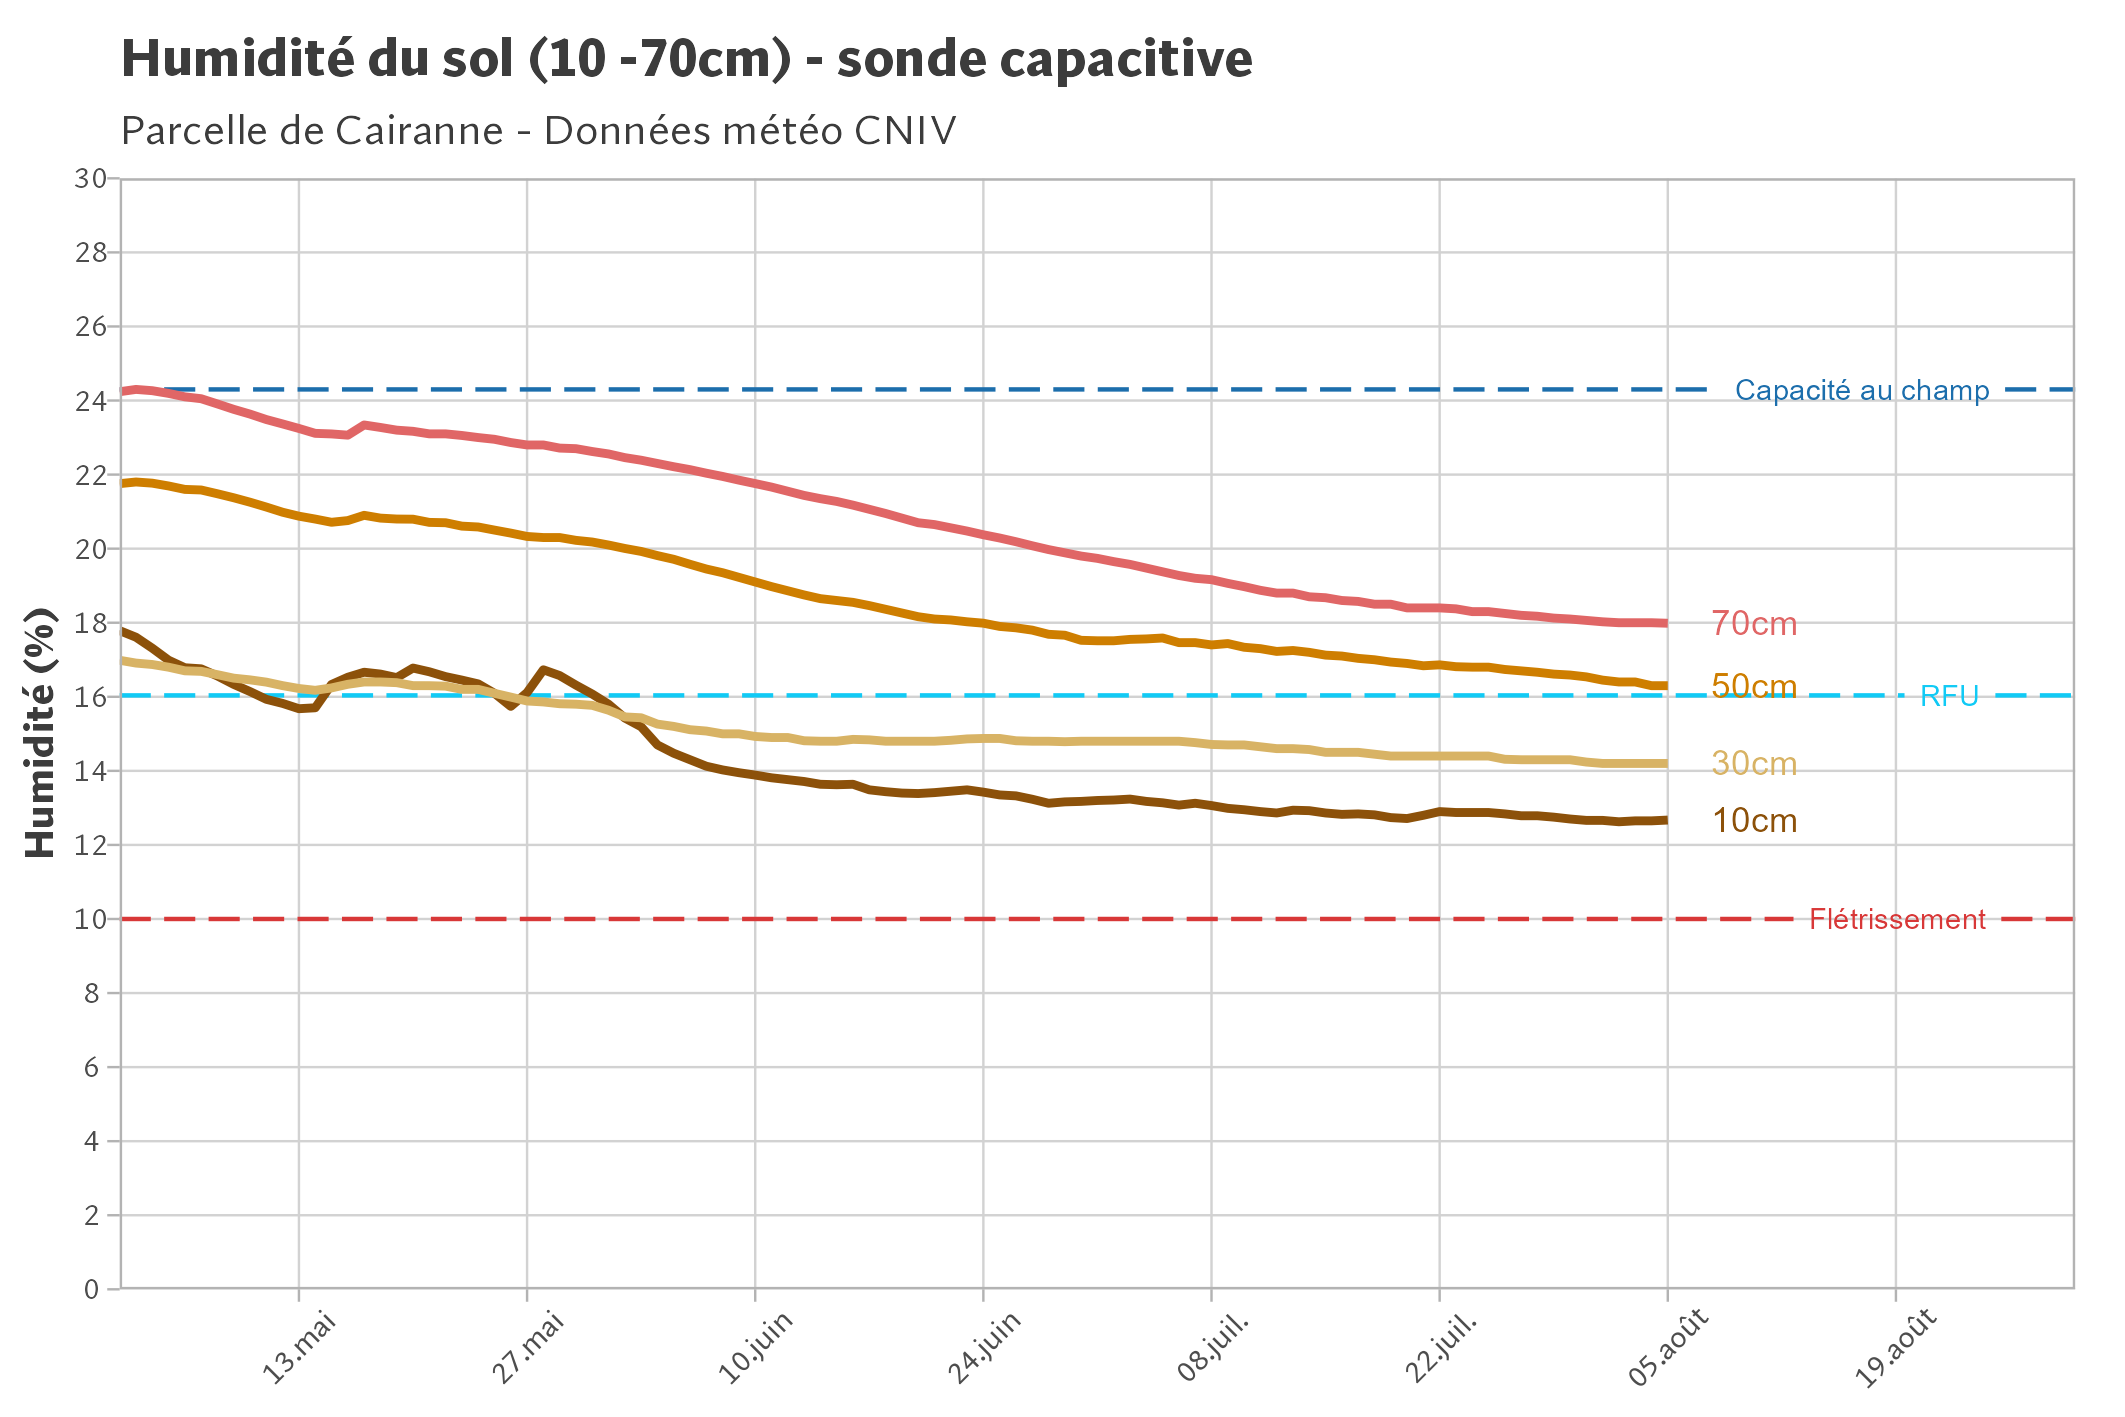 Humidité du sol (10 -70cm) - sonde capacitive
Parcelle de Cairanne - Données météo CNIV
Humidité (%)
30
28
26
24
22
20
18
16
14
12
10
8
6
4
2
0
Capacité au champ
70cm
50cm
RFU
30cm
10cm
Flétrissement
13.mai
27.mai
10.juin
24.juin
08.juil.
22.juil.
05.août
19.août